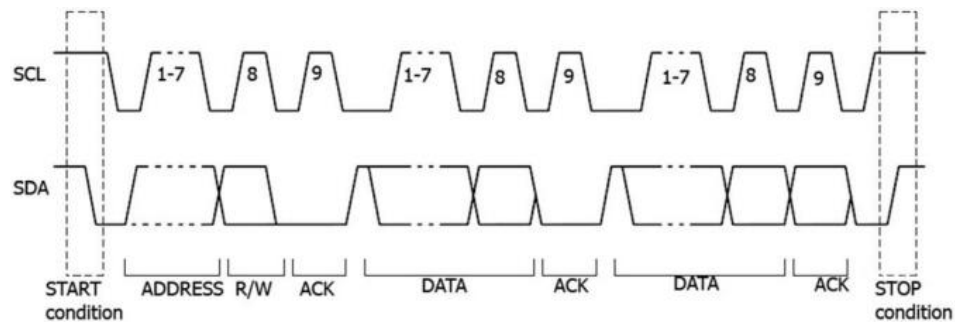 SCL 1-7 8 9 1-7 8 9 1-7 8 9
SDA
START condition ADDRESS R/W ACK DATA ACK DATA ACK STOP condition